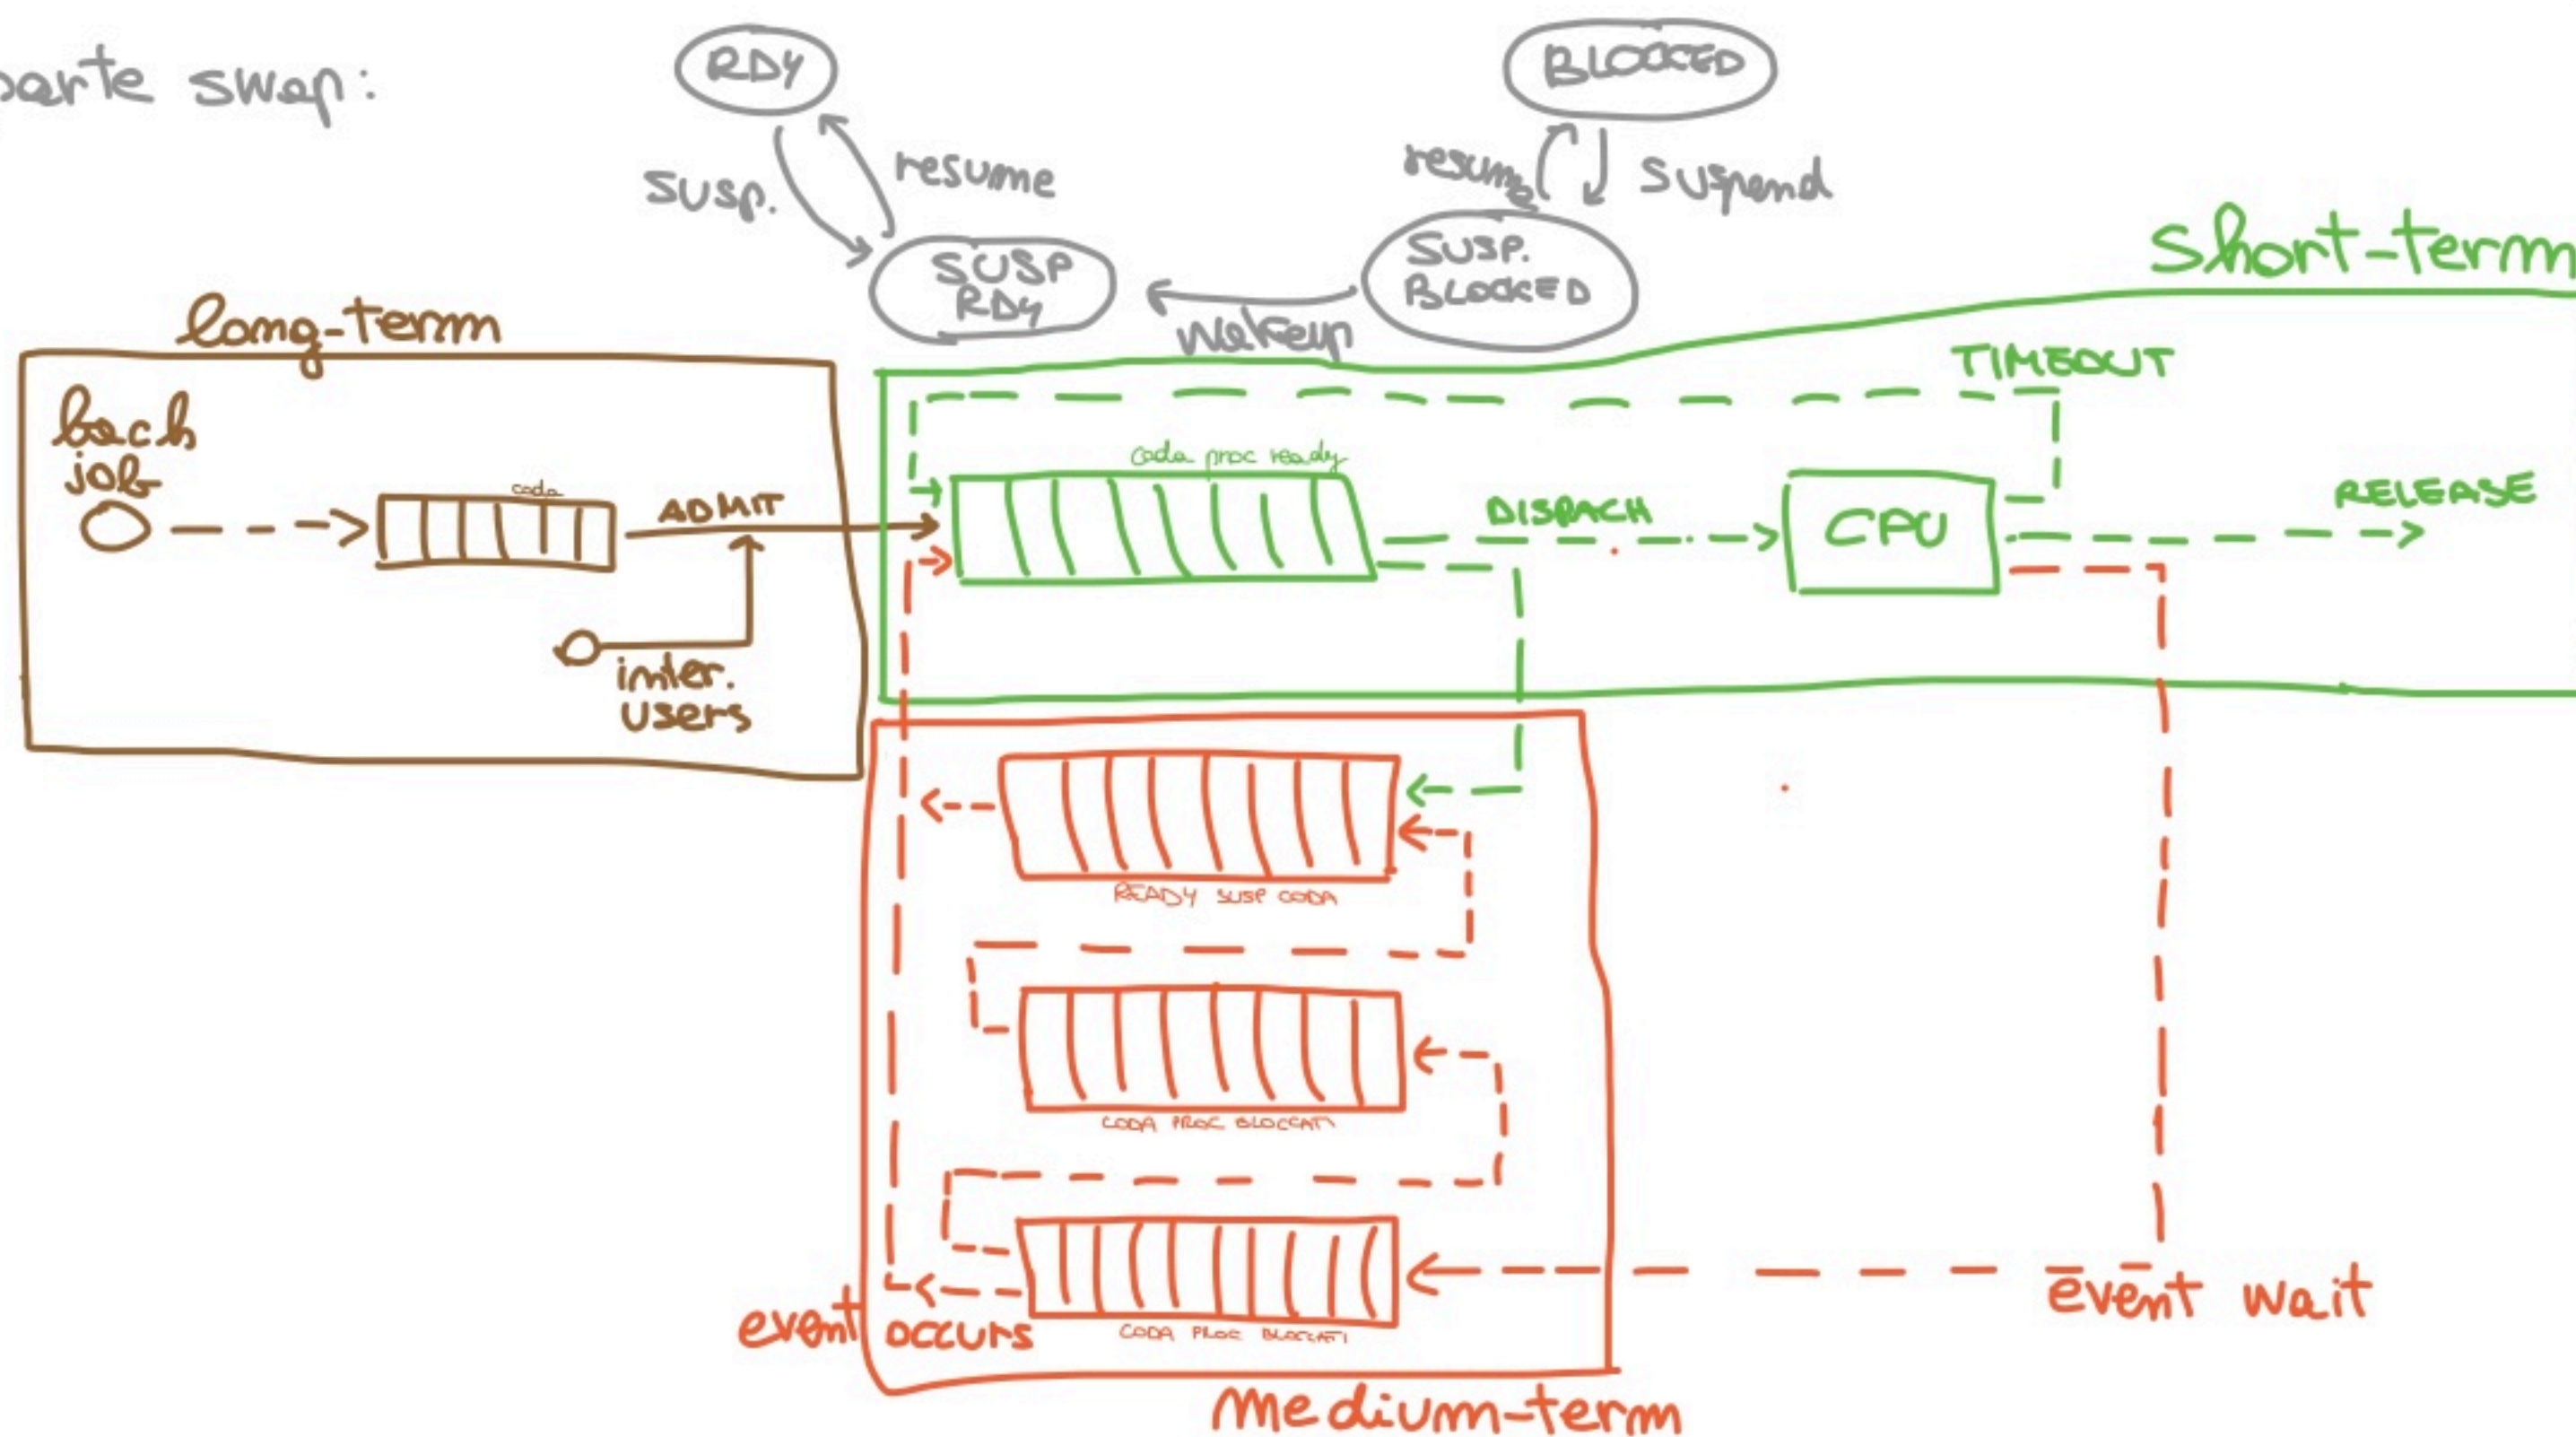 parte swap:
RDY
BLOCKED
susp.
resume
resume
suspend
SUSP
RDY
SUSP.
BLOCKED
wakeup
short-term
long-term
TIMEOUT
bach
job
coda
ADMIT
coda proc ready
DISPACH
CPU
RELEASE
inter.
users
READY SUSP CODA
CODA PROC BLOCCATI
event occurs
CODA PROC BLOCCATI
event wait
medium-term